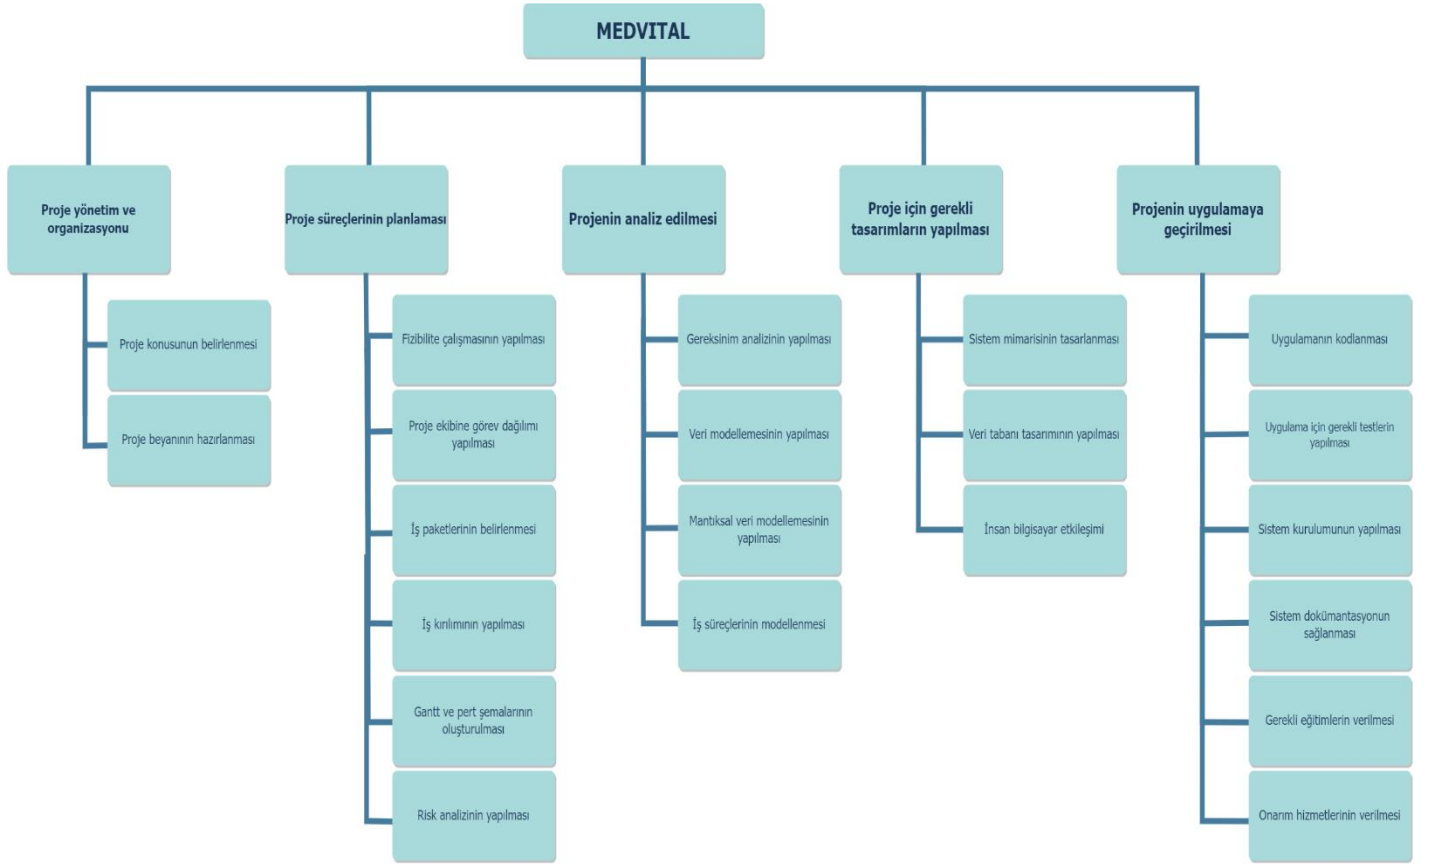 MEDVITAL
Proje yönetim ve
organizasyonu
Proje konusunun belirlenmesi
Proje beyanının hazırlanması
Proje süreçlerinin planlaması
Fizibilite çalışmasının yapılması
Proje ekibine görev dağılımı
yapılması
İş paketlerinin belirlenmesi
İş kırılımının yapılması
Gantt ve pert şemalarının
oluşturulması
Risk analizinin yapılması
Projenin analiz edilmesi
Gereksinim analizinin yapılması
Veri modellemesinin yapılması
Mantıksal veri modellemesinin
yapılması
İş süreçlerinin modellenmesi
Proje için gerekli
tasarımların yapılması
Sistem mimarisinin tasarlanması
Veri tabanı tasarımının yapılması
İnsan bilgisayar etkileşimi
Projenin uygulamaya
geçirilmesi
Uygulamanın kodlanması
Uygulama için gerekli testlerin
yapılması
Sistem kurulumunun yapılması
Sistem dokümantasyonun
sağlanması
Gerekli eğitimlerin verilmesi
Onarım hizmetlerinin verilmesi